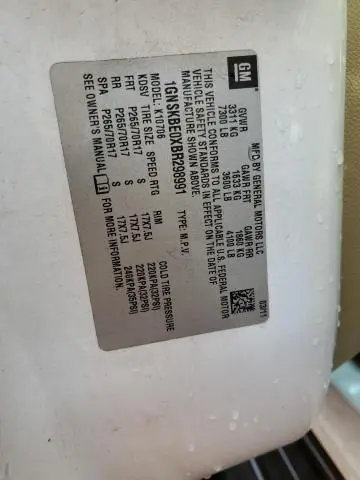 GM
MFD BY GENERAL MOTORS LLC
03/11
GVWR GAWR FRT GAWR RR
3311 KG 1633 KG 1860 KG
7300 LB 3600 LB 4100 LB
THIS VEHICLE CONFORMS TO ALL APPLICABLE U.S. FEDERAL MOTOR
VEHICLE SAFETY STANDARDS IN EFFECT ON THE DATE OF
MANUFACTURE SHOWN ABOVE.
1GNSKBE0XBR298991 TYPE: M.P.V.
MODEL: K10706
KDSV TIRE SIZE SPEED RTG RIM COLD TIRE PRESSURE
FRT P265/70R17 S 17X7.5J 220KPA(32PSI)
RR P265/70R17 S 17X7.5J 220KPA(32PSI)
SPA P265/70R17 S 17X7.5J 240KPA(35PSI)
SEE OWNER'S MANUAL FOR MORE INFORMATION.